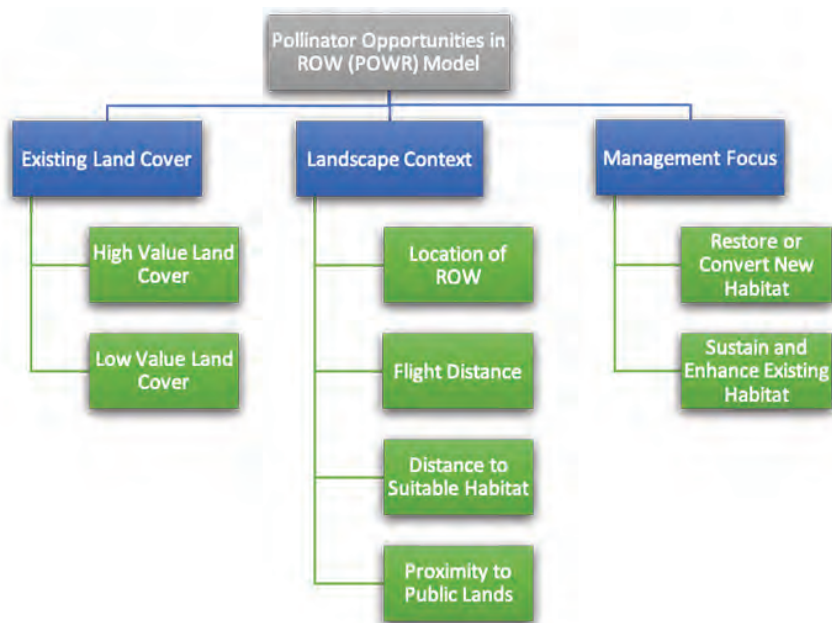 Pollinator Opportunities in
ROW (POWR) Model
Existing Land Cover
High Value Land
Cover
Low Value Land
Cover
Landscape Context
Location of
ROW
Flight Distance
Distance to
Suitable Habitat
Proximity to
Public Lands
Management Focus
Restore or
Convert New
Habitat
Sustain and
Enhance Existing
Habitat